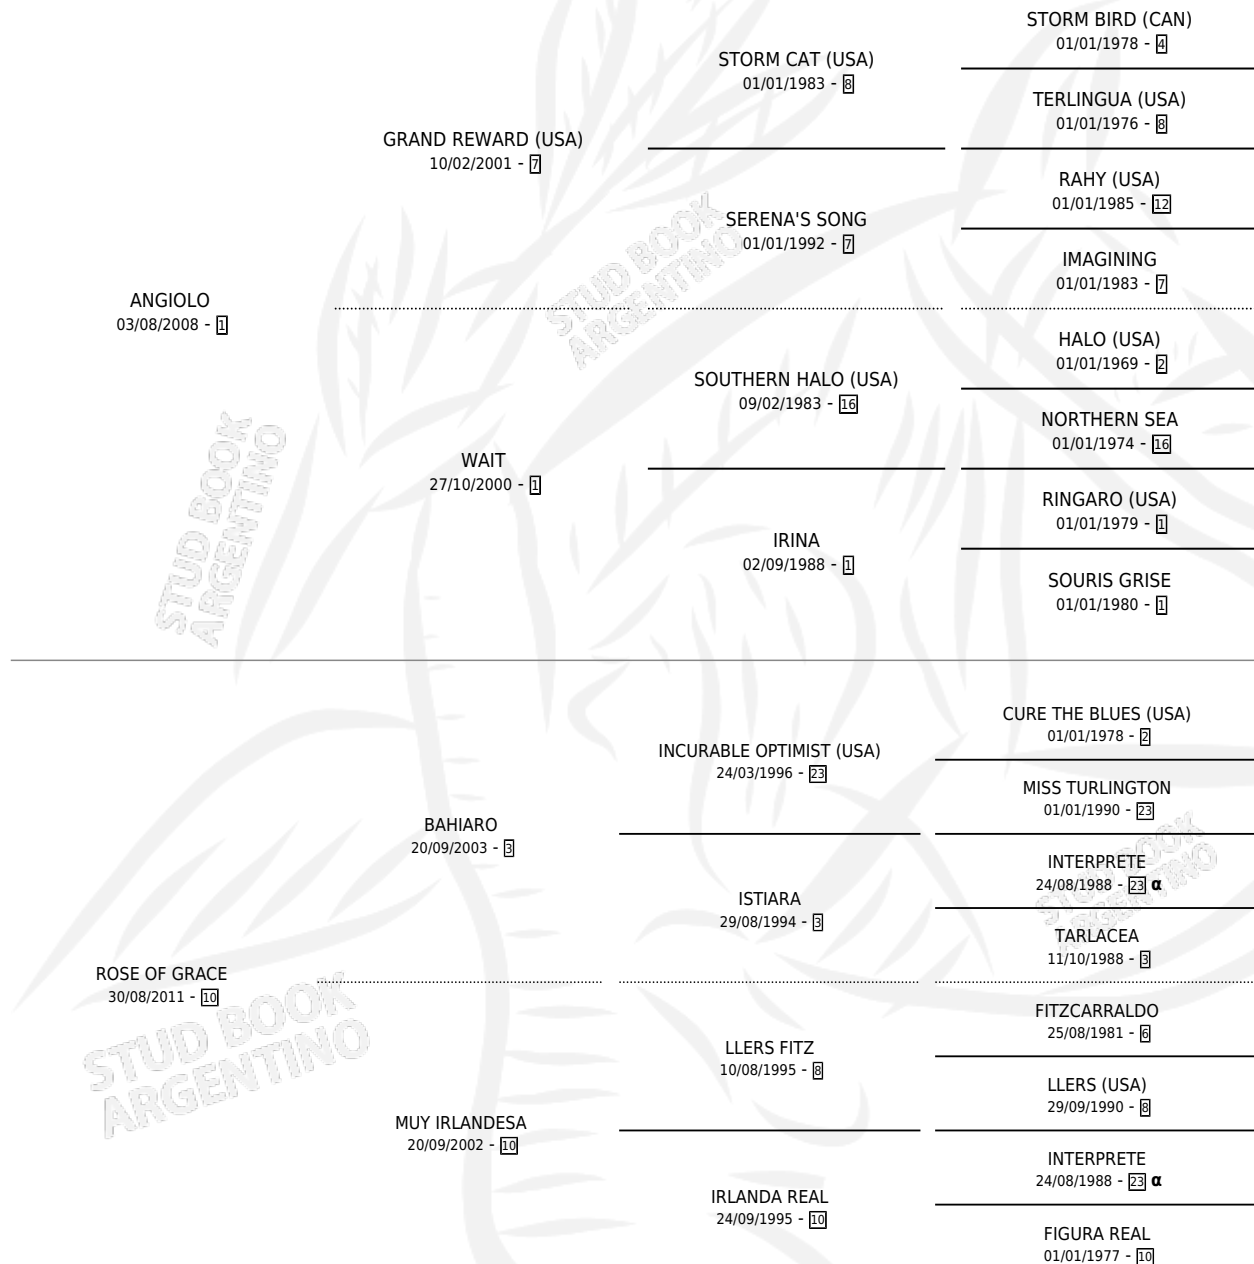 STORM BIRD (CAN)
01/01/1978 - 4
STORM CAT (USA)
01/01/1983 - 8
TERLINGUA (USA)
01/01/1976 - 8
GRAND REWARD (USA)
10/02/2001 - 7
RAHY (USA)
01/01/1985 - 12
SERENA'S SONG
01/01/1992 - 7
IMAGINING
01/01/1983 - 7
STUD BOOK
ARGENTINO
ANGIOLO
03/08/2008 - 1
HALO (USA)
01/01/1969 - 2
SOUTHERN HALO (USA)
09/02/1983 - 16
NORTHERN SEA
01/01/1974 - 16
WAIT
27/10/2000 - 1
RINGARO (USA)
01/01/1979 - 1
IRINA
02/09/1988 - 1
SOURIS GRISE
01/01/1980 - 1
STUD BOOK
ARGENTINO
CURE THE BLUES (USA)
01/01/1978 - 2
INCURABLE OPTIMIST (USA)
24/03/1996 - 23
MISS TURLINGTON
01/01/1990 - 23
BAHIARO
20/09/2003 - 3
INTERPRETE
24/08/1988 - 23 α
ISTIARA
29/08/1994 - 3
TARLACEA
11/10/1988 - 3
STUD BOOK
ARGENTINO
ROSE OF GRACE
30/08/2011 - 10
FITZCARRALDO
25/08/1981 - 6
LLERS FITZ
10/08/1995 - 8
LLERS (USA)
29/09/1990 - 8
STUD BOOK
ARGENTINO
MUY IRLANDESA
20/09/2002 - 10
INTERPRETE
24/08/1988 - 23 α
IRLANDA REAL
24/09/1995 - 10
FIGURA REAL
01/01/1977 - 10